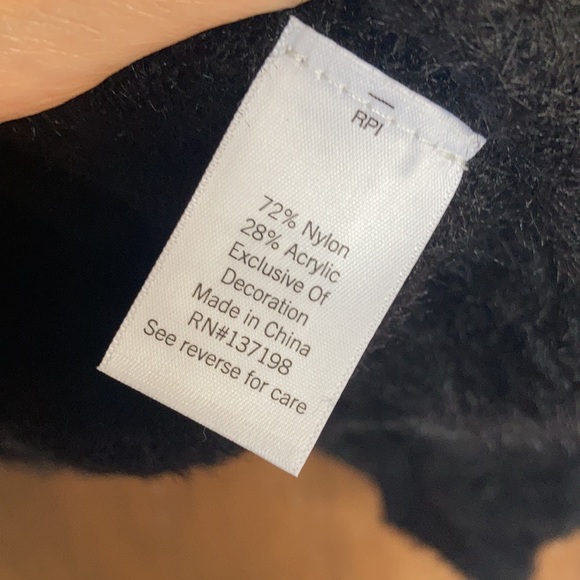 RPI
72% Nylon
28% Acrylic
Exclusive Of
Decoration
Made in China
RN#137198
See reverse for care